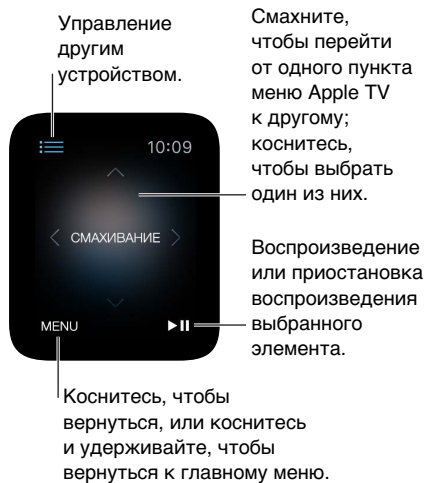 Управление
другим
устройством.
Смахните,
чтобы перейти
от одного пункта
меню Apple TV
к другому;
коснитесь,
чтобы выбрать
один из них.
10:09
СМАХИВАНИЕ
MENU
Воспроизведение
или приостановка
воспроизведения
выбранного
элемента.
Коснитесь, чтобы
вернуться, или коснитесь
и удерживайте, чтобы
вернуться к главному меню.